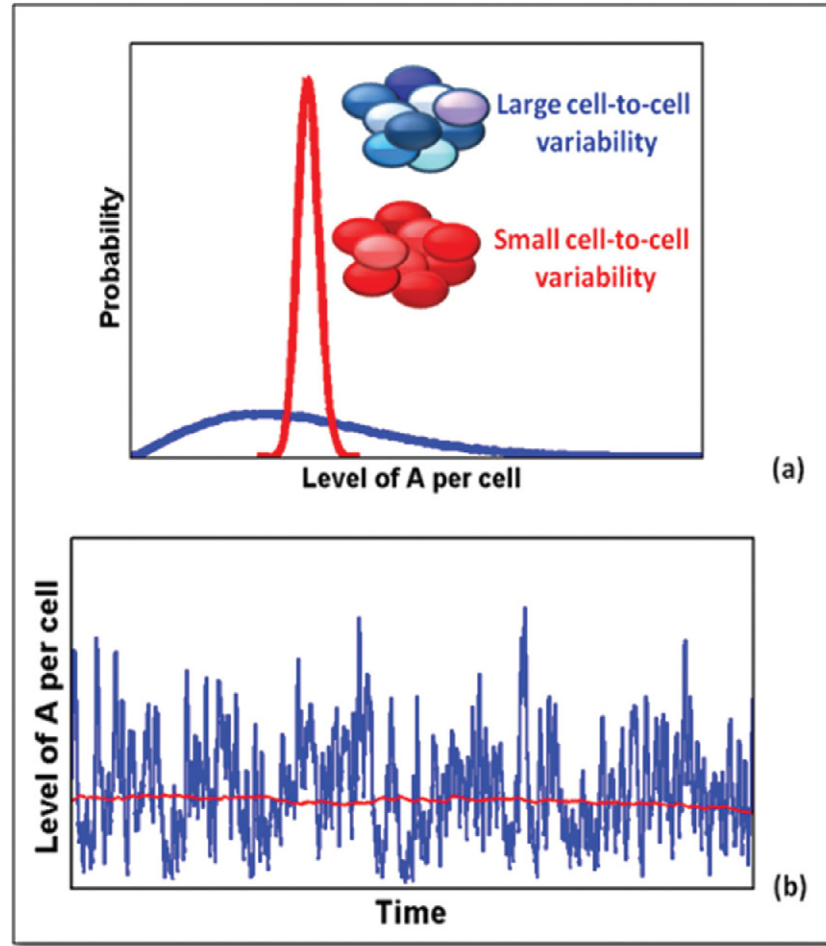 Large cell-to-cell
variability
Small cell-to-cell
variability
Probability
Level of A per cell
(a)
Level of A per cell
Time
(b)